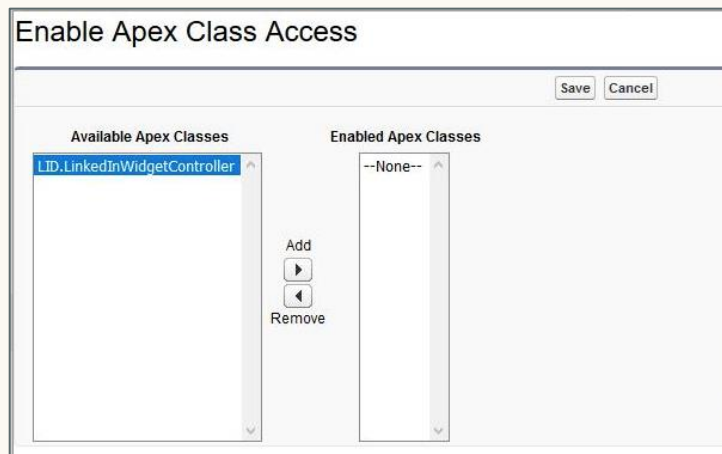 Enable Apex Class Access
Save Cancel
Available Apex Classes Enabled Apex Classes
LID.LinkedInWidgetController --None--
Add
Remove